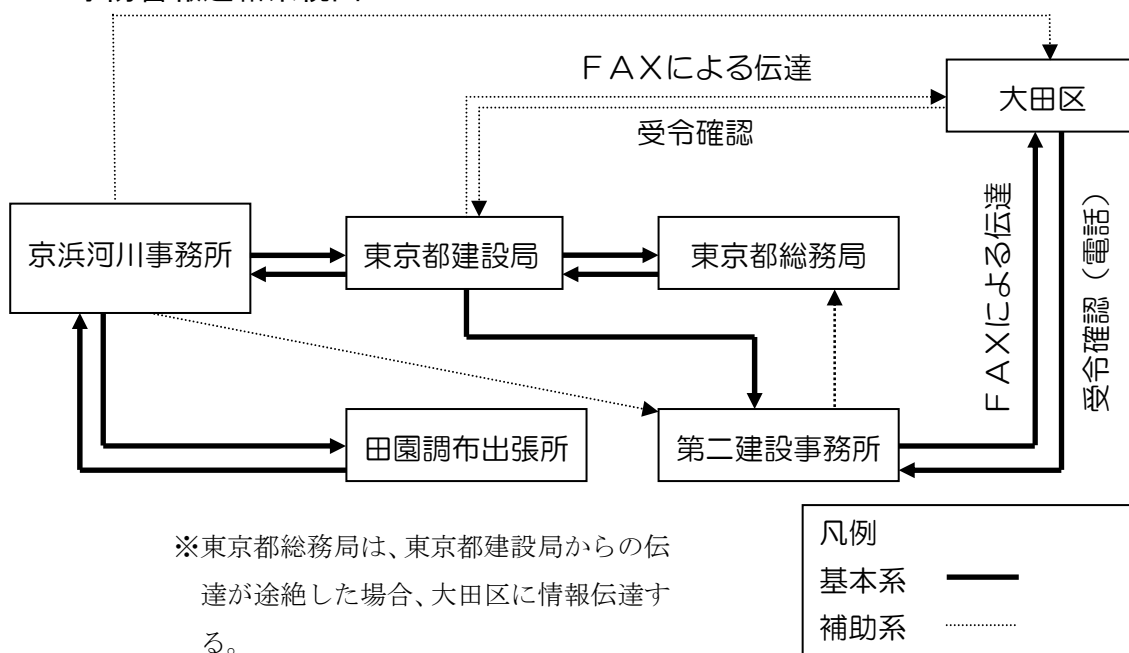 ＦＡＸによる伝達
大田区
受令確認
京浜河川事務所
東京都建設局
東京都総務局
ＦＡＸによる伝達
受令確認（電話）
田園調布出張所
第二建設事務所
※東京都総務局は、東京都建設局からの伝
達が途絶した場合、大田区に情報伝達す
る。
凡例
基本系
補助系